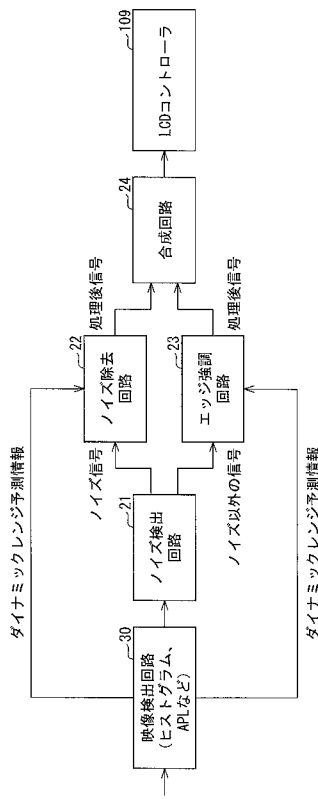 ダイナミックレンジ予測情報
30
映像検出回路
(ヒストグラム、
APLなど)
21
ノイズ検出
回路
ノイズ信号
ノイズ以外の信号
22
ノイズ除去
回路
23
エッジ強調
回路
処理後信号
処理後信号
24
合成回路
109
LCDコントローラ
ダイナミックレンジ予測情報